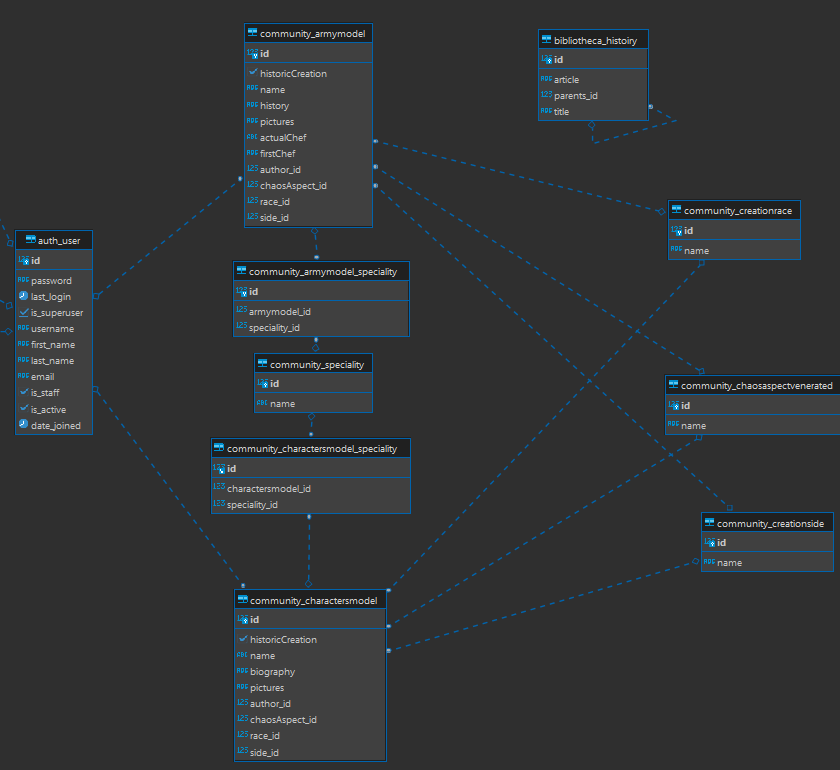 community_armymodel
id
historicCreation
name
history
pictures
actualChef
firstChef
author_id
chaosAspect_id
race_id
side_id
bibliotheca_histoiry
id
article
parents_id
title
community_creationrace
id
name
auth_user
id
password
last_login
is_superuser
username
first_name
last_name
email
is_staff
is_active
date_joined
community_armymodel_speciality
id
armymodel_id
speciality_id
community_speciality
id
name
community_chaosaspectvenerated
id
name
community_charactersmodel_speciality
id
charactersmodel_id
speciality_id
community_creationside
id
name
community_charactersmodel
id
historicCreation
name
biography
pictures
author_id
chaosAspect_id
race_id
side_id